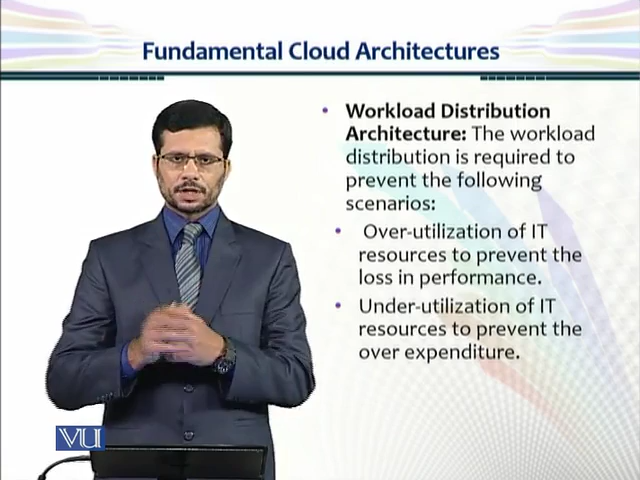 Fundamental Cloud Architectures
• Workload Distribution
Architecture: The workload
distribution is required to
prevent the following
scenarios:
• Over-utilization of IT
resources to prevent the
loss in performance.
• Under-utilization of IT
resources to prevent the
over expenditure.
VU